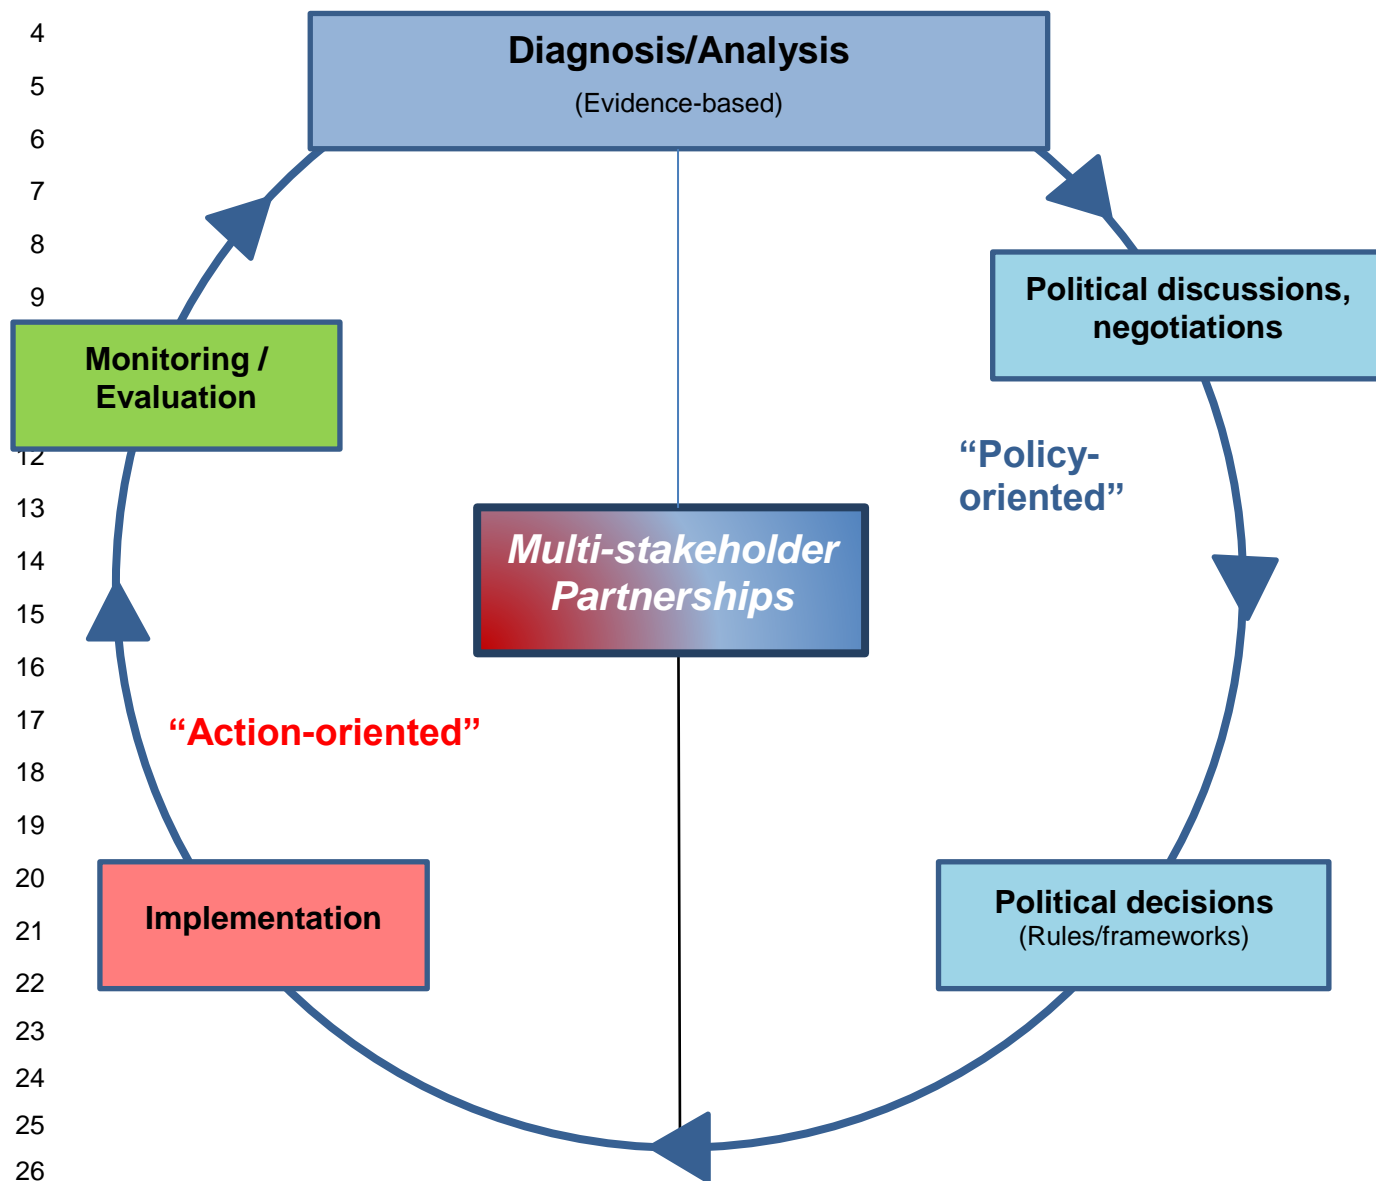 4
Diagnosis/Analysis
5
(Evidence-based)
6
7
8
9
Political discussions,
negotiations
Monitoring /
Evaluation
12
“Policy-
oriented”
13
14
Multi-stakeholder
Partnerships
15
16
17
“Action-oriented”
18
19
20
Implementation
Political decisions
(Rules/frameworks)
21
22
23
24
25
26